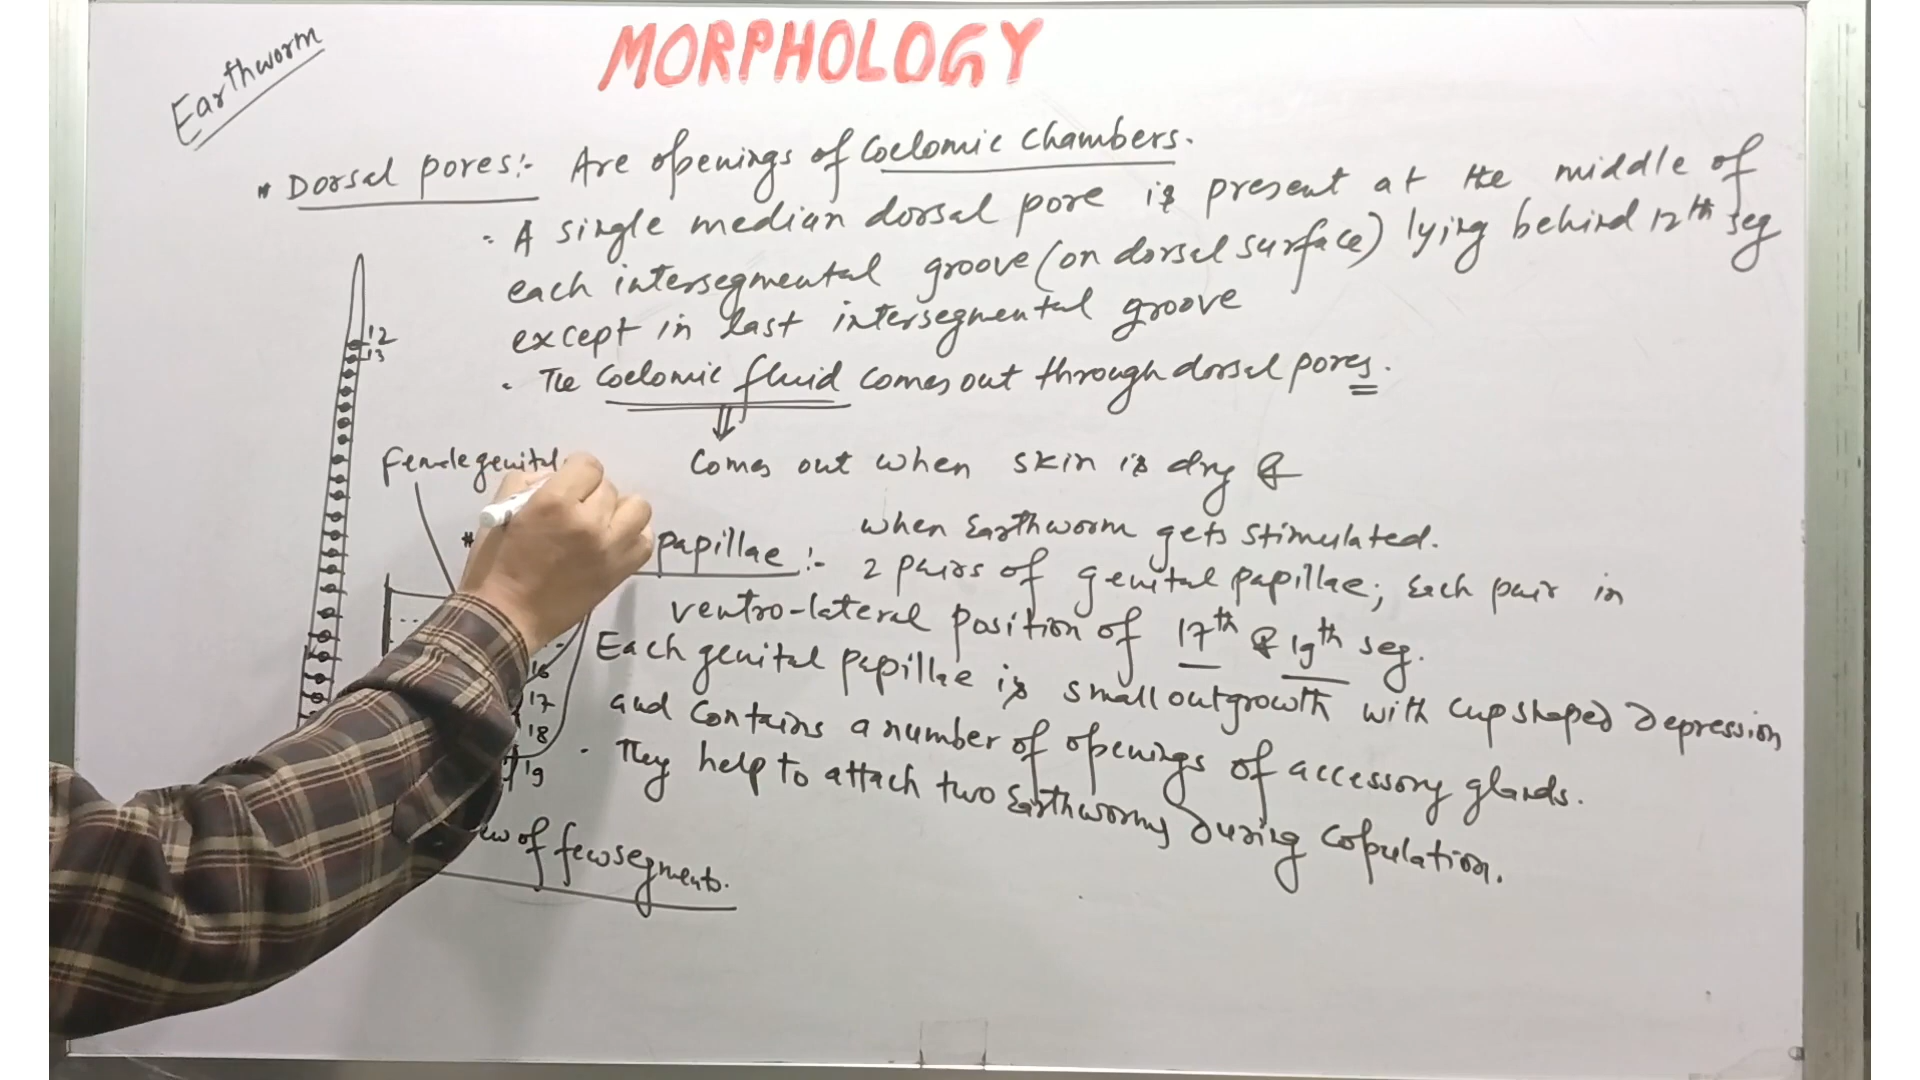 Earthworm
MORPHOLOGY
* Dorsal pores:- Are openings of Coelomic Chambers.
• A single median dorsal pore is present at the middle of
each intersegmental groove (on dorsal surface) lying behind 12th seg
except in last intersegmental groove
• The Coelomic fluid comes out through dorsal pores.
⇓
Comes out when skin is dry &
when Earthworm gets stimulated.
12
13
Female genital
* papillae :- 2 pairs of genital papillae; Each pair in
ventro-lateral position of 17th & 19th seg.
Each genital papillae is small outgrowth with cup shaped Depression
and contains a number of openings of accessory glands.
• They help to attach two Earthworms During Copulation.
16
17
18
19
of few segments.